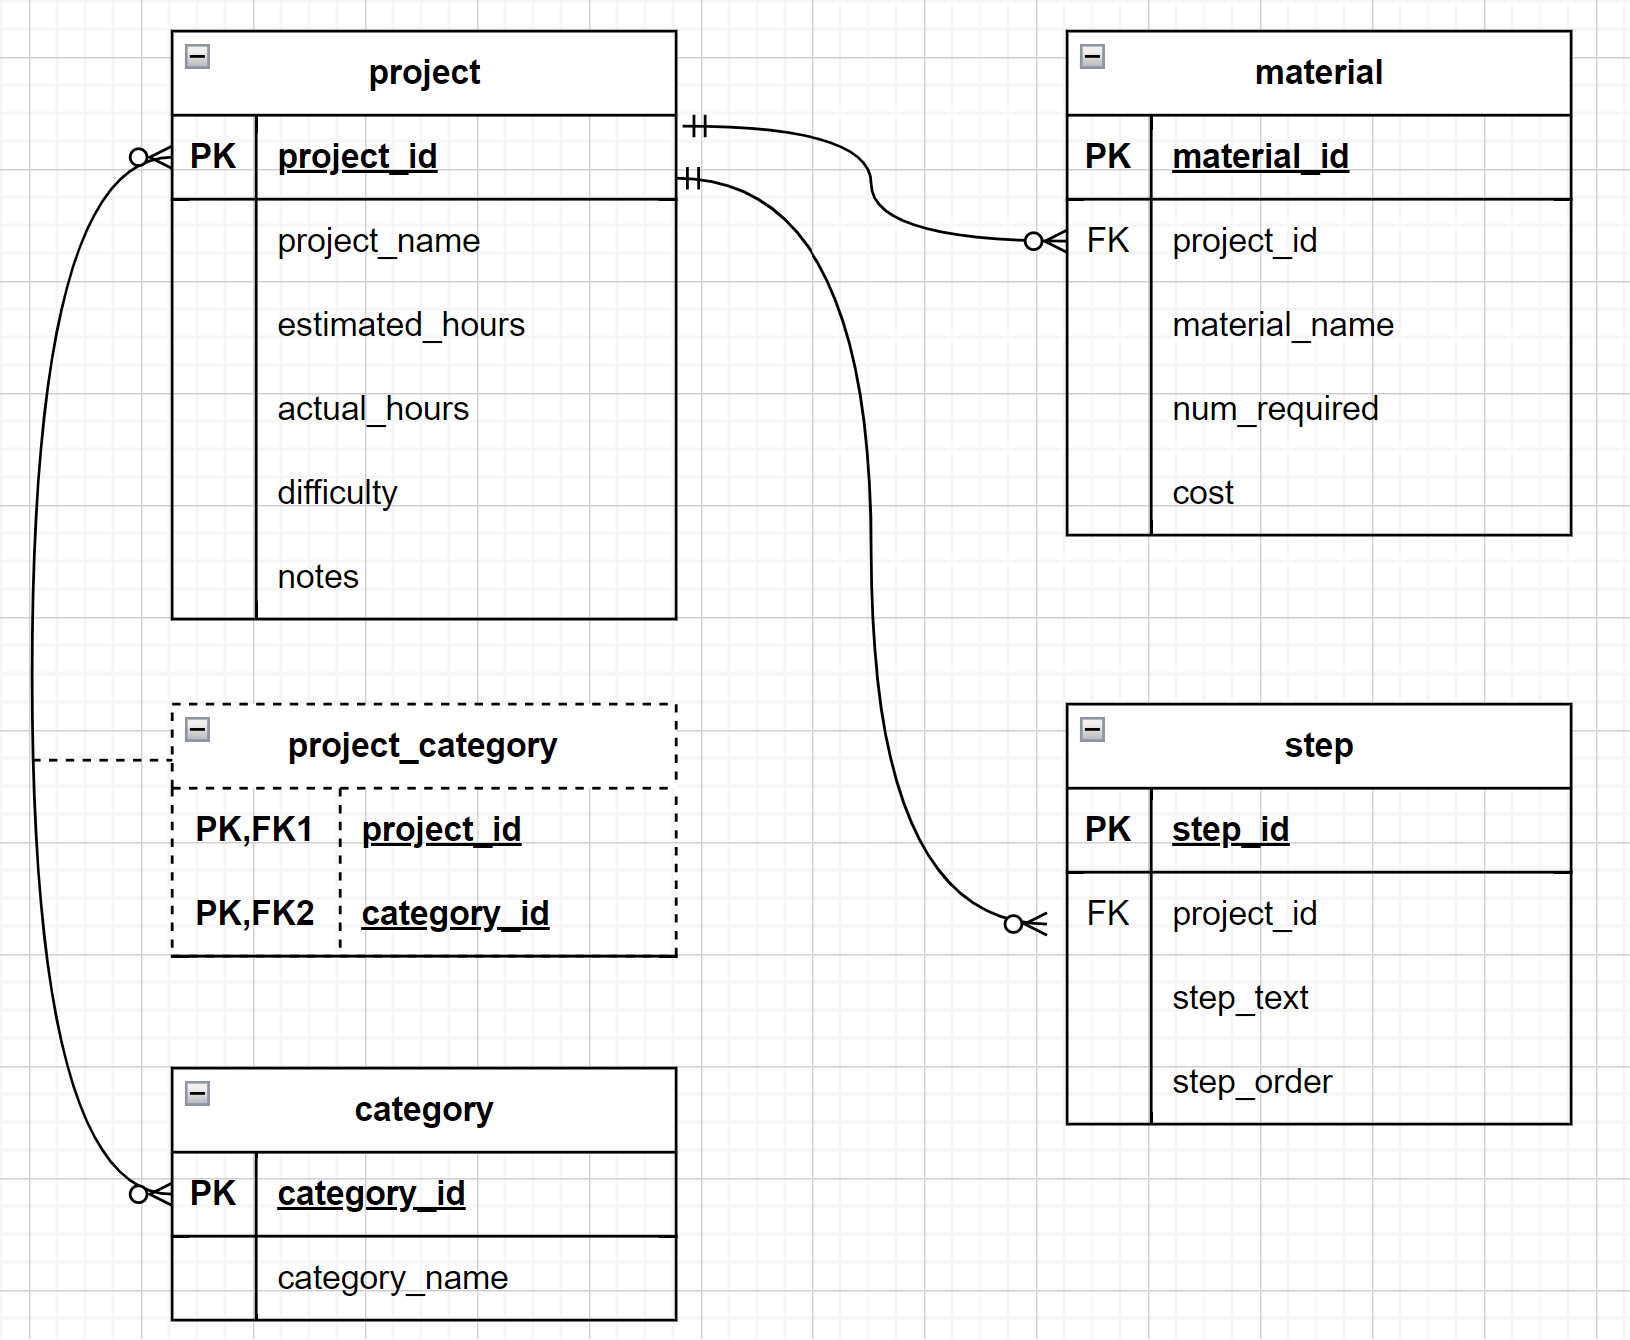 project
PK project_id
project_name
estimated_hours
actual_hours
difficulty
notes
material
PK material_id
FK project_id
material_name
num_required
cost
project_category
PK,FK1 project_id
PK,FK2 category_id
step
PK step_id
FK project_id
step_text
step_order
category
PK category_id
category_name